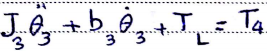 J₃θ̈₃ + b₃θ̇₃ + T_L = T₄